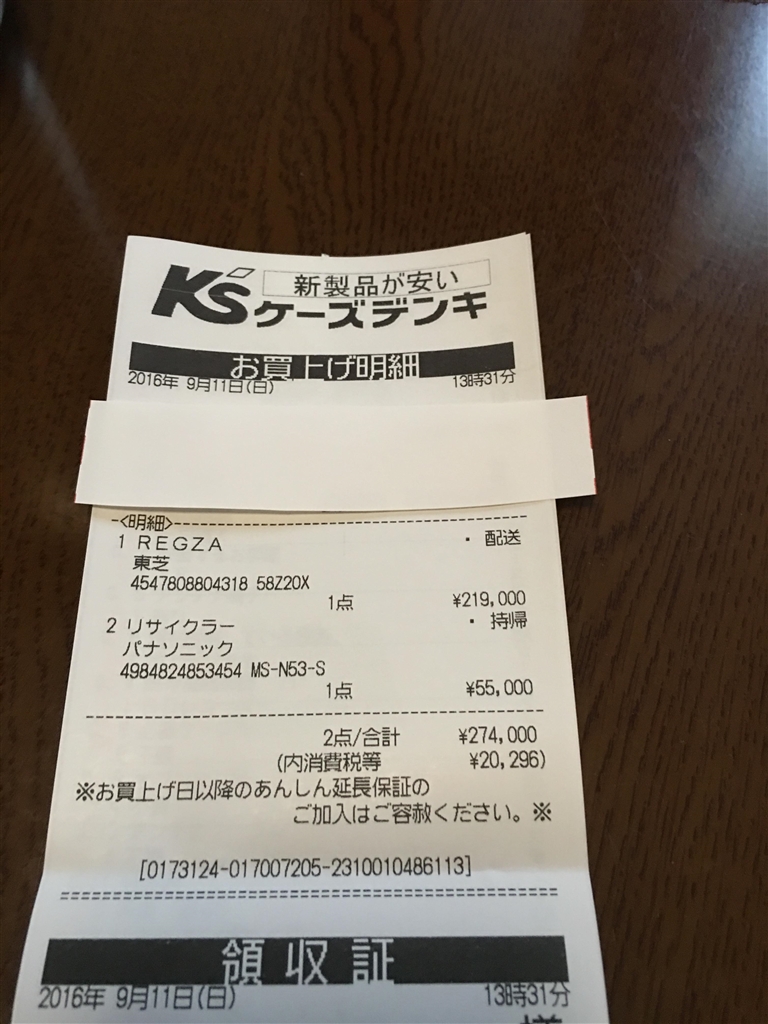 K's 新製品が安い
ケーズデンキ
お買上げ明細
2016年 9月11日(日) 13時31分
-<明細>-
1 REGZA ・ 配送
東芝
4547808804318 58Z20X
1点 ¥219,000
2 リサイクラー ・ 持帰
パナソニック
4984824853454 MS-N53-S
1点 ¥55,000
2点/合計 ¥274,000
(内消費税等 ¥20,296)
※お買上げ日以降のあんしん延長保証の
ご加入はご容赦ください。※
[0173124-017007205-2310010486113]
領収証
2016年 9月11日(日) 13時31分
様